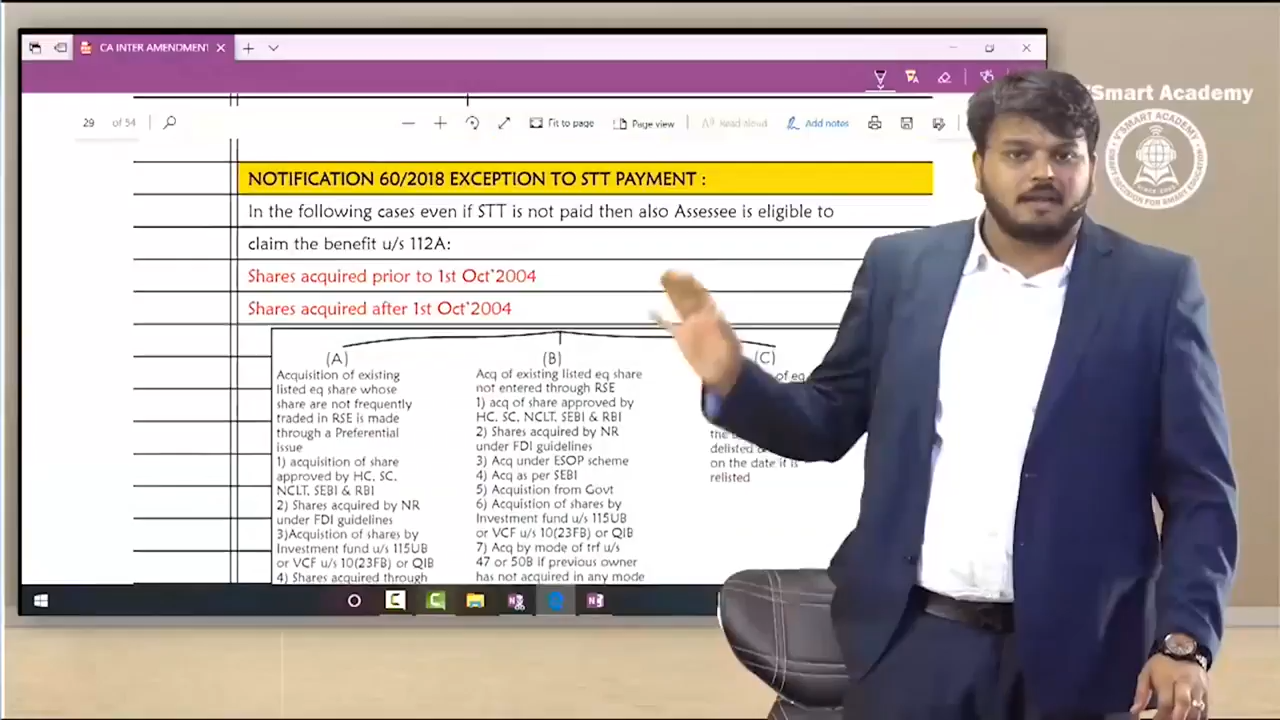 CA INTER AMENDMENT
29 of 54
Fit to page
Page view
Read aloud
Add notes
Smart Academy
V'SMART ACADEMY
SINCE
NOTIFICATION 60/2018 EXCEPTION TO STT PAYMENT :
In the following cases even if STT is not paid then also Assessee is eligible to
claim the benefit u/s 112A:
Shares acquired prior to 1st Oct'2004
Shares acquired after 1st Oct'2004
(A)
Acquisition of existing
listed eq share whose
share are not frequently
traded in RSE is made
through a Preferential
issue
1) acquisition of share
approved by HC, SC,
NCLT, SEBI & RBI
2) Shares acquired by NR
under FDI guidelines
3)Acquistion of shares by
Investment fund u/s 115UB
or VCF u/s 10(23FB) or QIB
4) Shares acquired through
(B)
Acq of existing listed eq share
not entered through RSE
1) acq of share approved by
HC, SC, NCLT, SEBI & RBI
2) Shares acquired by NR
under FDI guidelines
3) Acq under ESOP scheme
4) Acq as per SEBI
5) Acquistion from Govt
6) Acquistion of shares by
Investment fund u/s 115UB
or VCF u/s 10(23FB) or QIB
7) Acq by mode of trf u/s
47 or 50B if previous owner
has not acquired in any mode
(C)
of eq
the
delisted
on the date it is
relisted